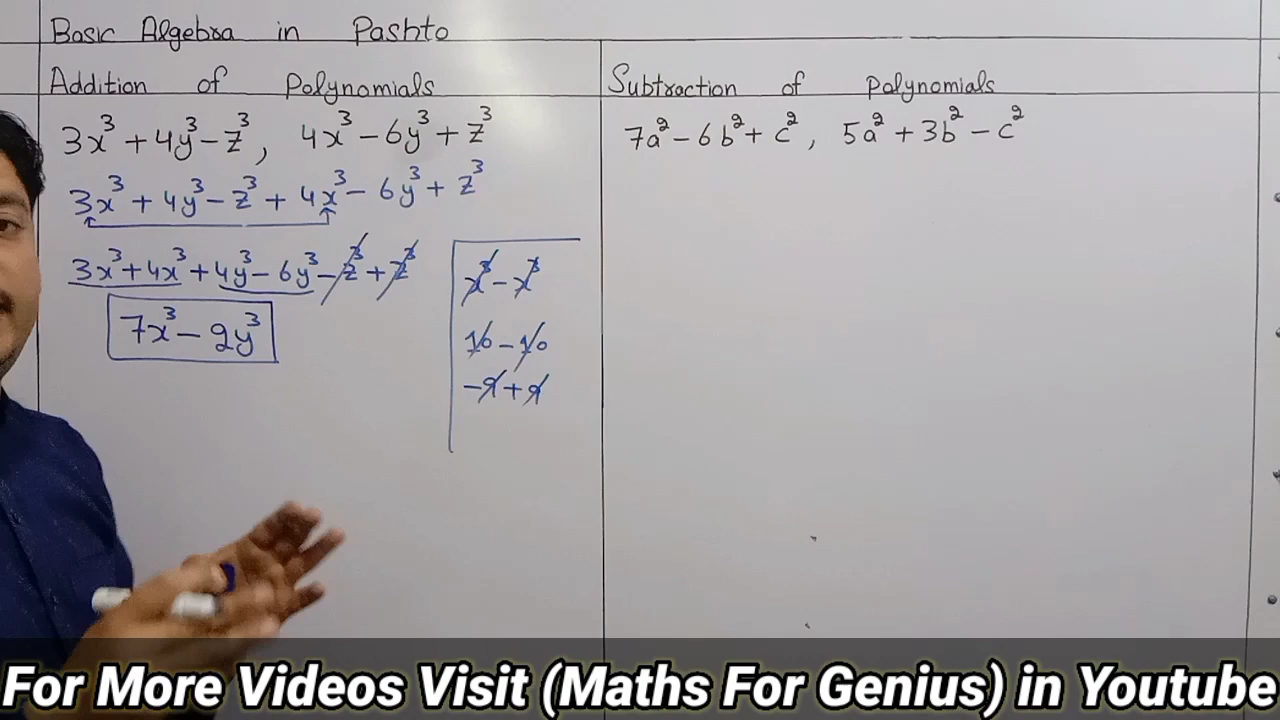 Basic Algebra in Pashto
Addition of Polynomials
3x³ + 4y³ - z³, 4x³ - 6y³ + z³
3x³ + 4y³ - z³ + 4x³ - 6y³ + z³
3x³ + 4x³ + 4y³ - 6y³ - z³ + z³
7x³ - 2y³
x³ - x³
10 - 10
-9 + 9
Subtraction of Polynomials
7a² - 6b² + c², 5a² + 3b² - c²
For More Videos Visit (Maths For Genius) in Youtube